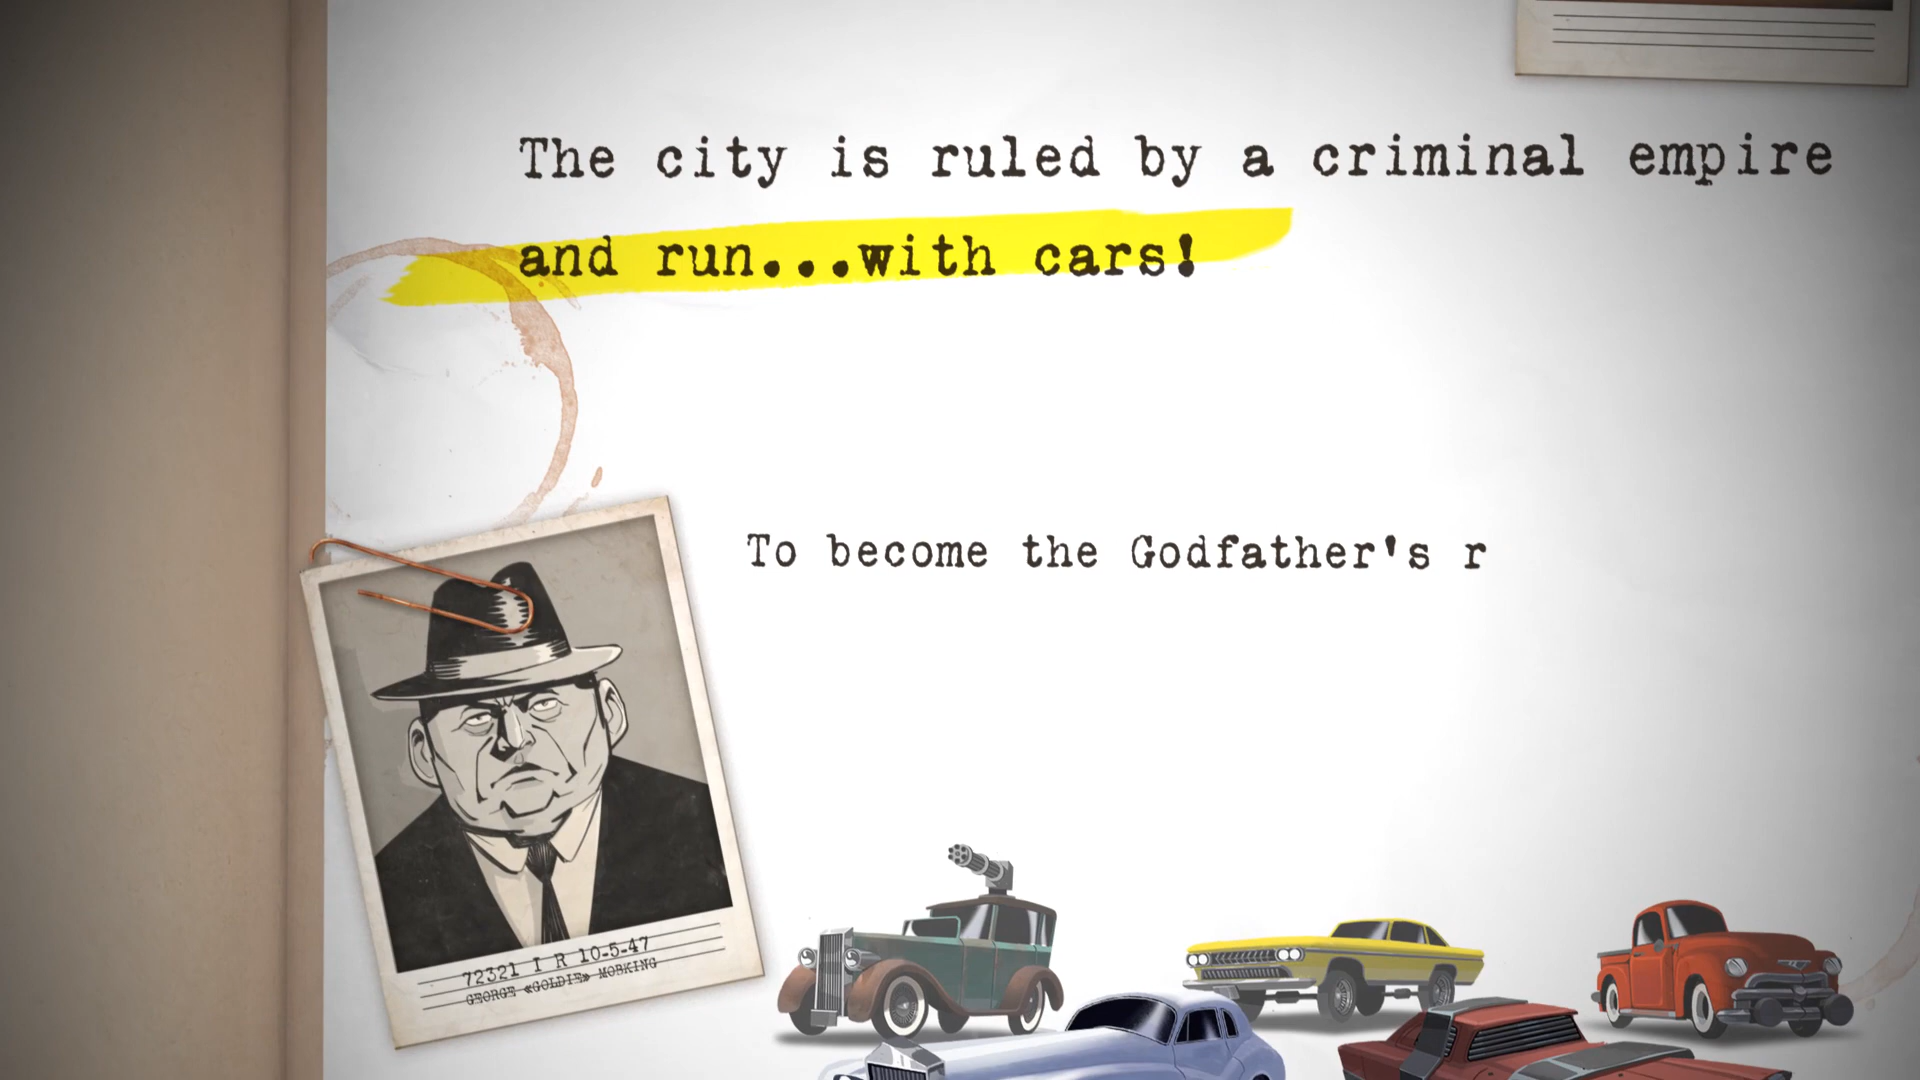 The city is ruled by a criminal empire
and run...with cars!
To become the Godfather's r
72321 I R 10-5-47
GEORGE «GOLDIE» MOBKING